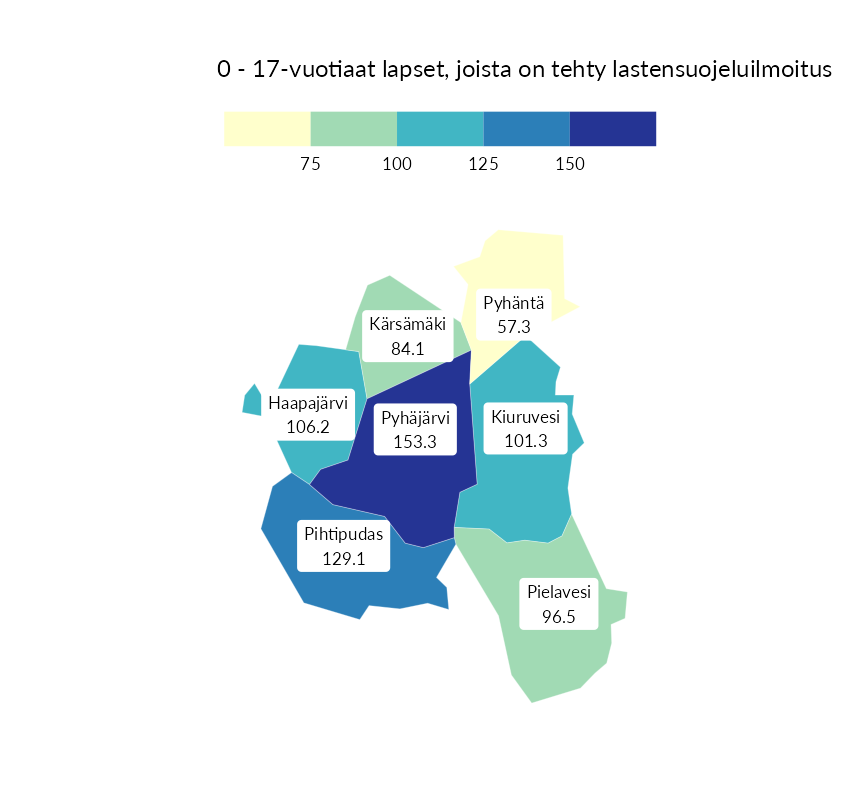 0 - 17-vuotiaat lapset, joista on tehty lastensuojeluilmoitus
75 100 125 150
Pyhäntä
57.3
Kärsämäki
84.1
Haapajärvi
106.2
Pyhäjärvi
153.3
Kiuruvesi
101.3
Pihtipudas
129.1
Pielavesi
96.5